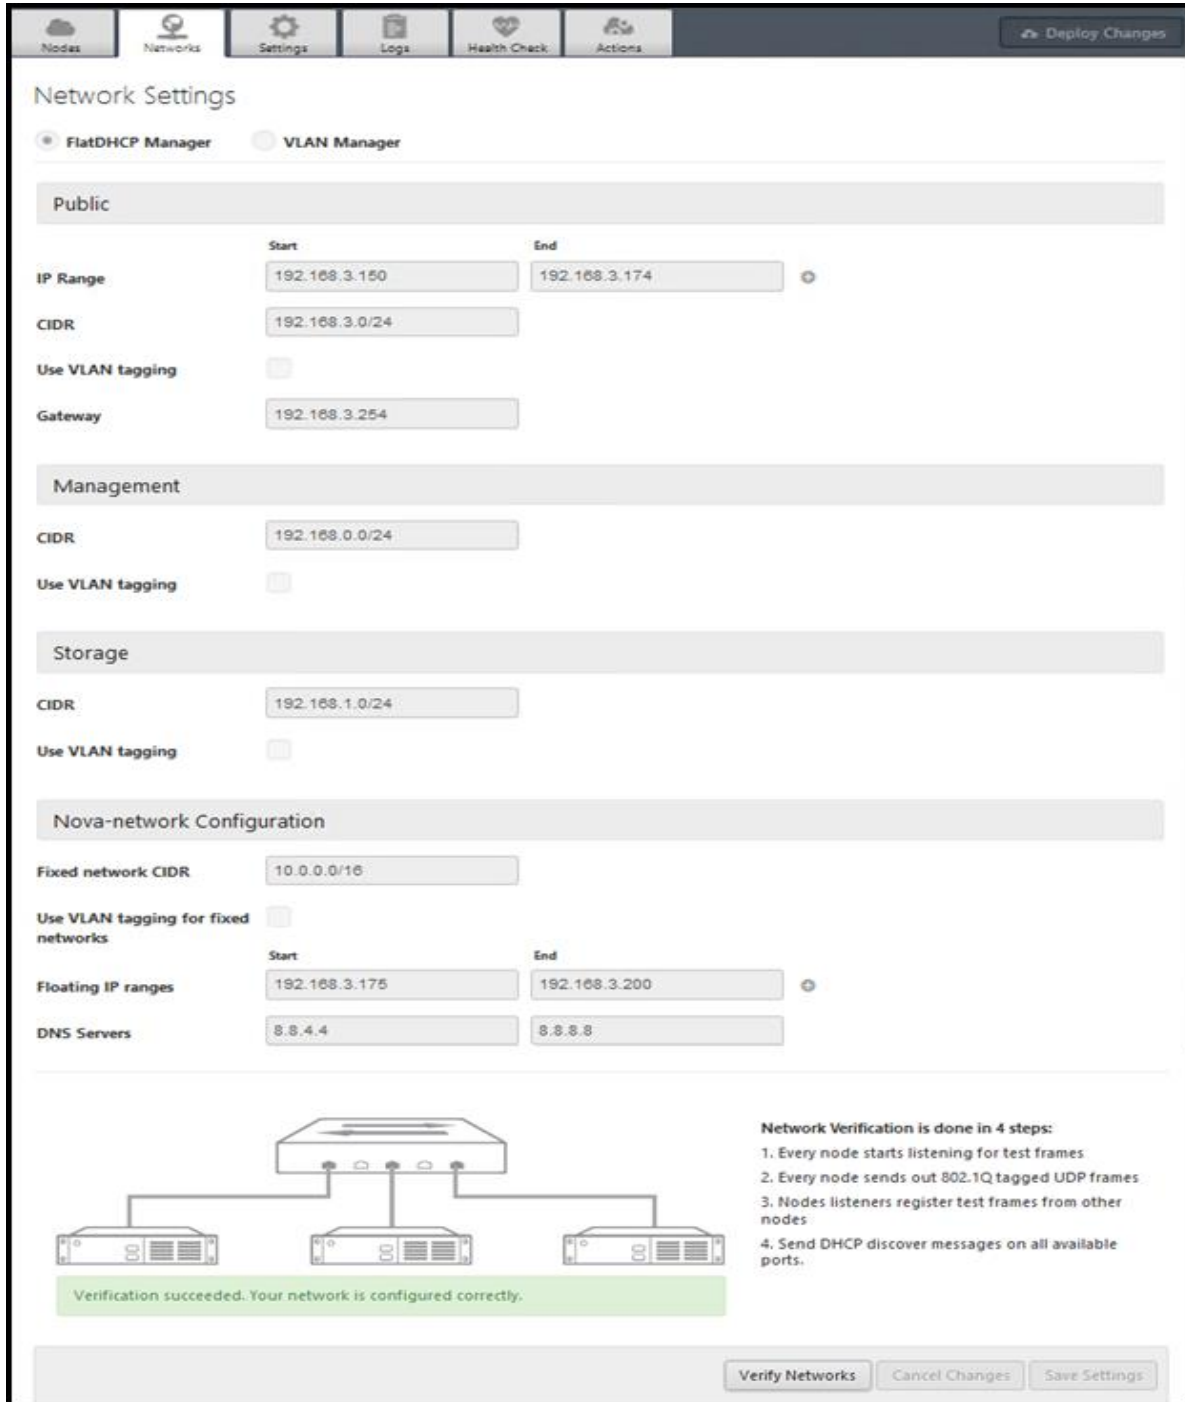 Nodes Networks Settings Logs Health Check Actions Deploy Changes
Network Settings
FlatDHCP Manager VLAN Manager
Public
Start End
IP Range 192.168.3.150 192.168.3.174
CIDR 192.168.3.0/24
Use VLAN tagging
Gateway 192.168.3.254
Management
CIDR 192.168.0.0/24
Use VLAN tagging
Storage
CIDR 192.168.1.0/24
Use VLAN tagging
Nova-network Configuration
Fixed network CIDR 10.0.0.0/16
Use VLAN tagging for fixed
networks
Start End
Floating IP ranges 192.168.3.175 192.168.3.200
DNS Servers 8.8.4.4 8.8.8.8
Network Verification is done in 4 steps:
1. Every node starts listening for test frames
2. Every node sends out 802.1Q tagged UDP frames
3. Nodes listeners register test frames from other
nodes
4. Send DHCP discover messages on all available
ports.
Verification succeeded. Your network is configured correctly.
Verify Networks Cancel Changes Save Settings